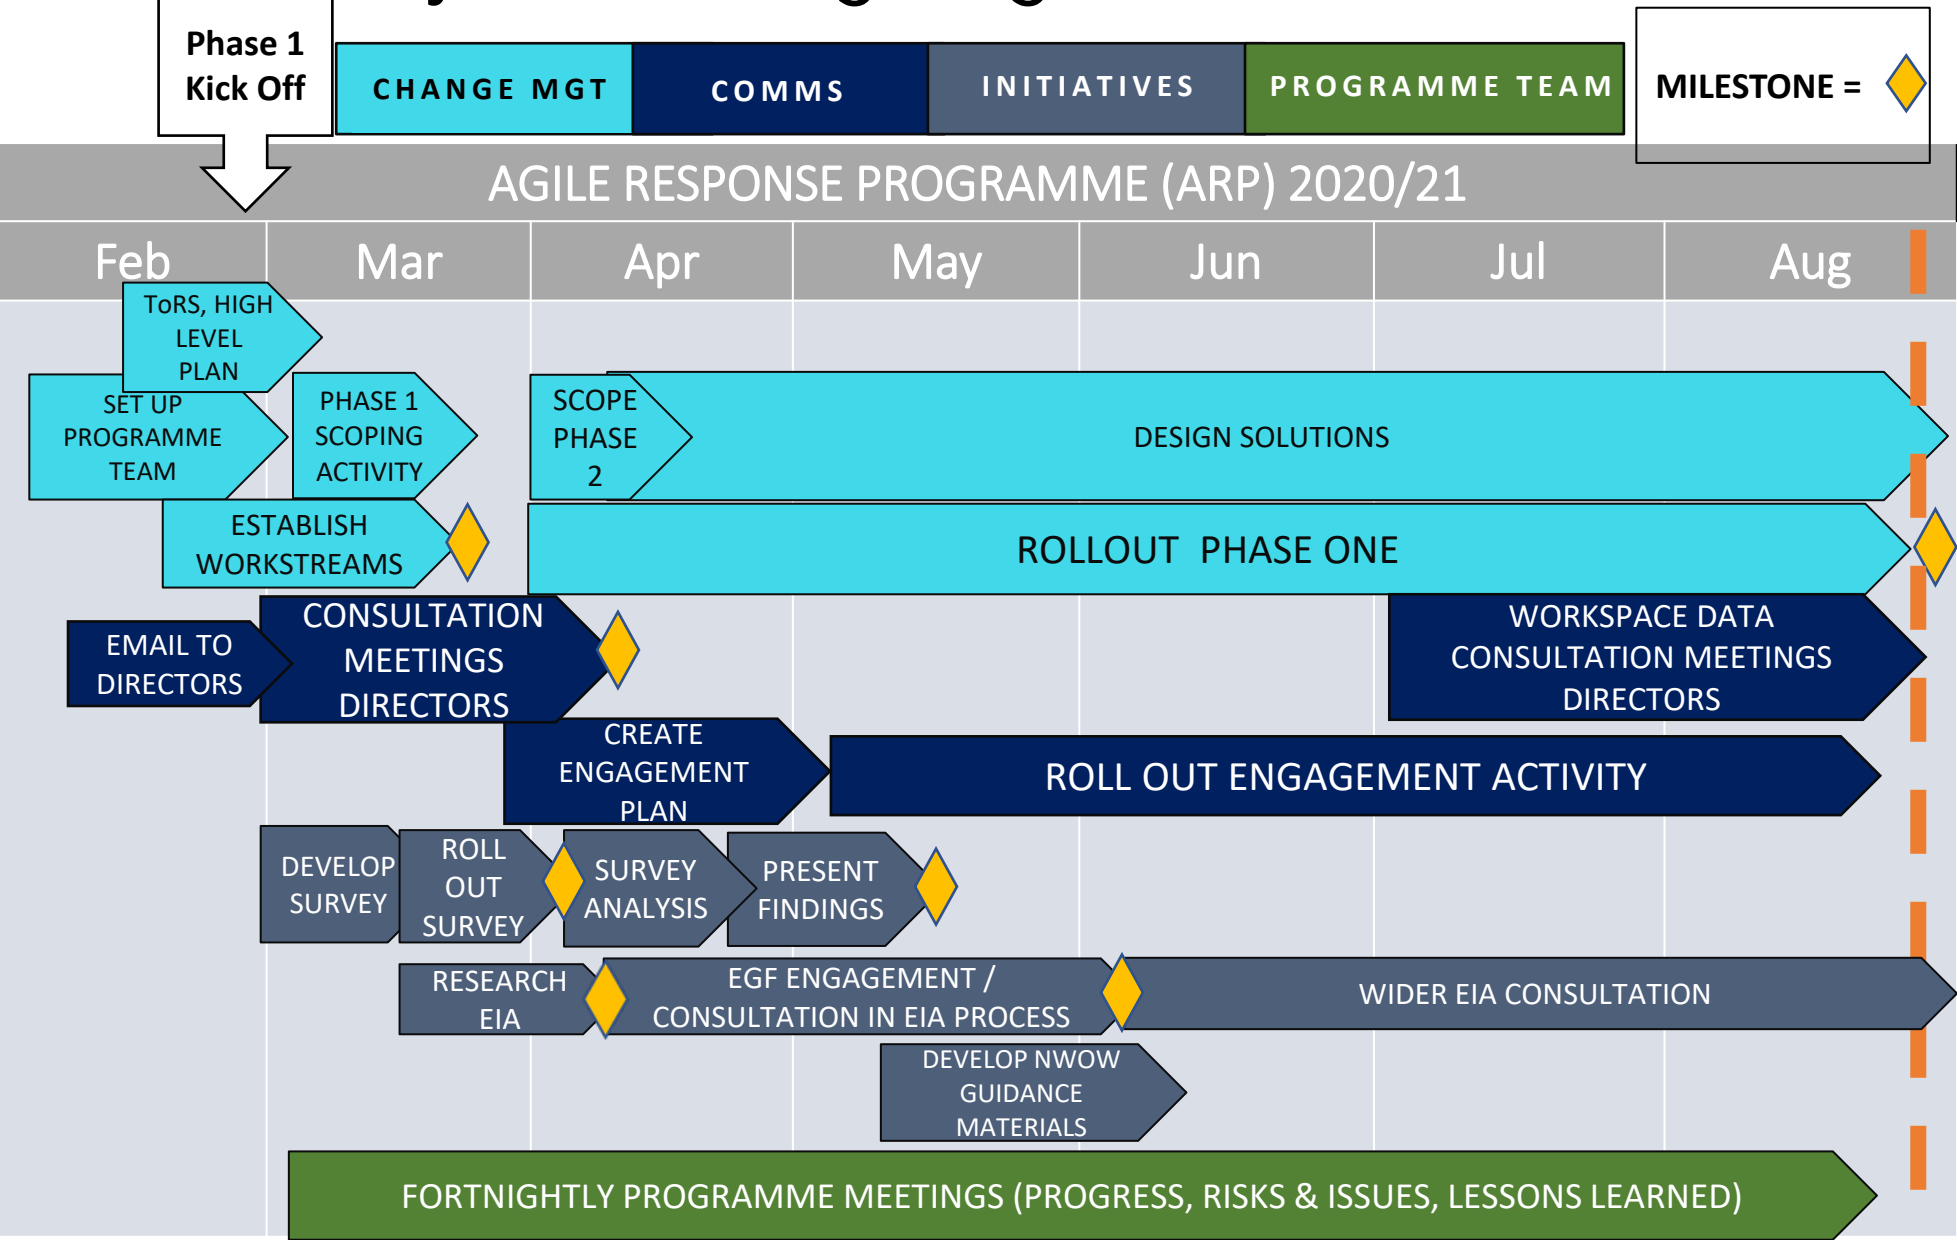 Phase 1
Kick Off
CHANGE MGT
COMMS
INITIATIVES
PROGRAMME TEAM
MILESTONE =
AGILE RESPONSE PROGRAMME (ARP) 2020/21
Feb
Mar
Apr
May
Jun
Jul
Aug
ToRS, HIGH
LEVEL
PLAN
SET UP
PROGRAMME
TEAM
PHASE 1
SCOPING
ACTIVITY
SCOPE
PHASE
2
DESIGN SOLUTIONS
ESTABLISH
WORKSTREAMS
ROLLOUT PHASE ONE
EMAIL TO
DIRECTORS
CONSULTATION
MEETINGS
DIRECTORS
WORKSPACE DATA
CONSULTATION MEETINGS
DIRECTORS
CREATE
ENGAGEMENT
PLAN
ROLL OUT ENGAGEMENT ACTIVITY
DEVELOP
SURVEY
ROLL
OUT
SURVEY
SURVEY
ANALYSIS
PRESENT
FINDINGS
RESEARCH
EIA
EGF ENGAGEMENT /
CONSULTATION IN EIA PROCESS
WIDER EIA CONSULTATION
DEVELOP NWOW
GUIDANCE
MATERIALS
FORTNIGHTLY PROGRAMME MEETINGS (PROGRESS, RISKS & ISSUES, LESSONS LEARNED)